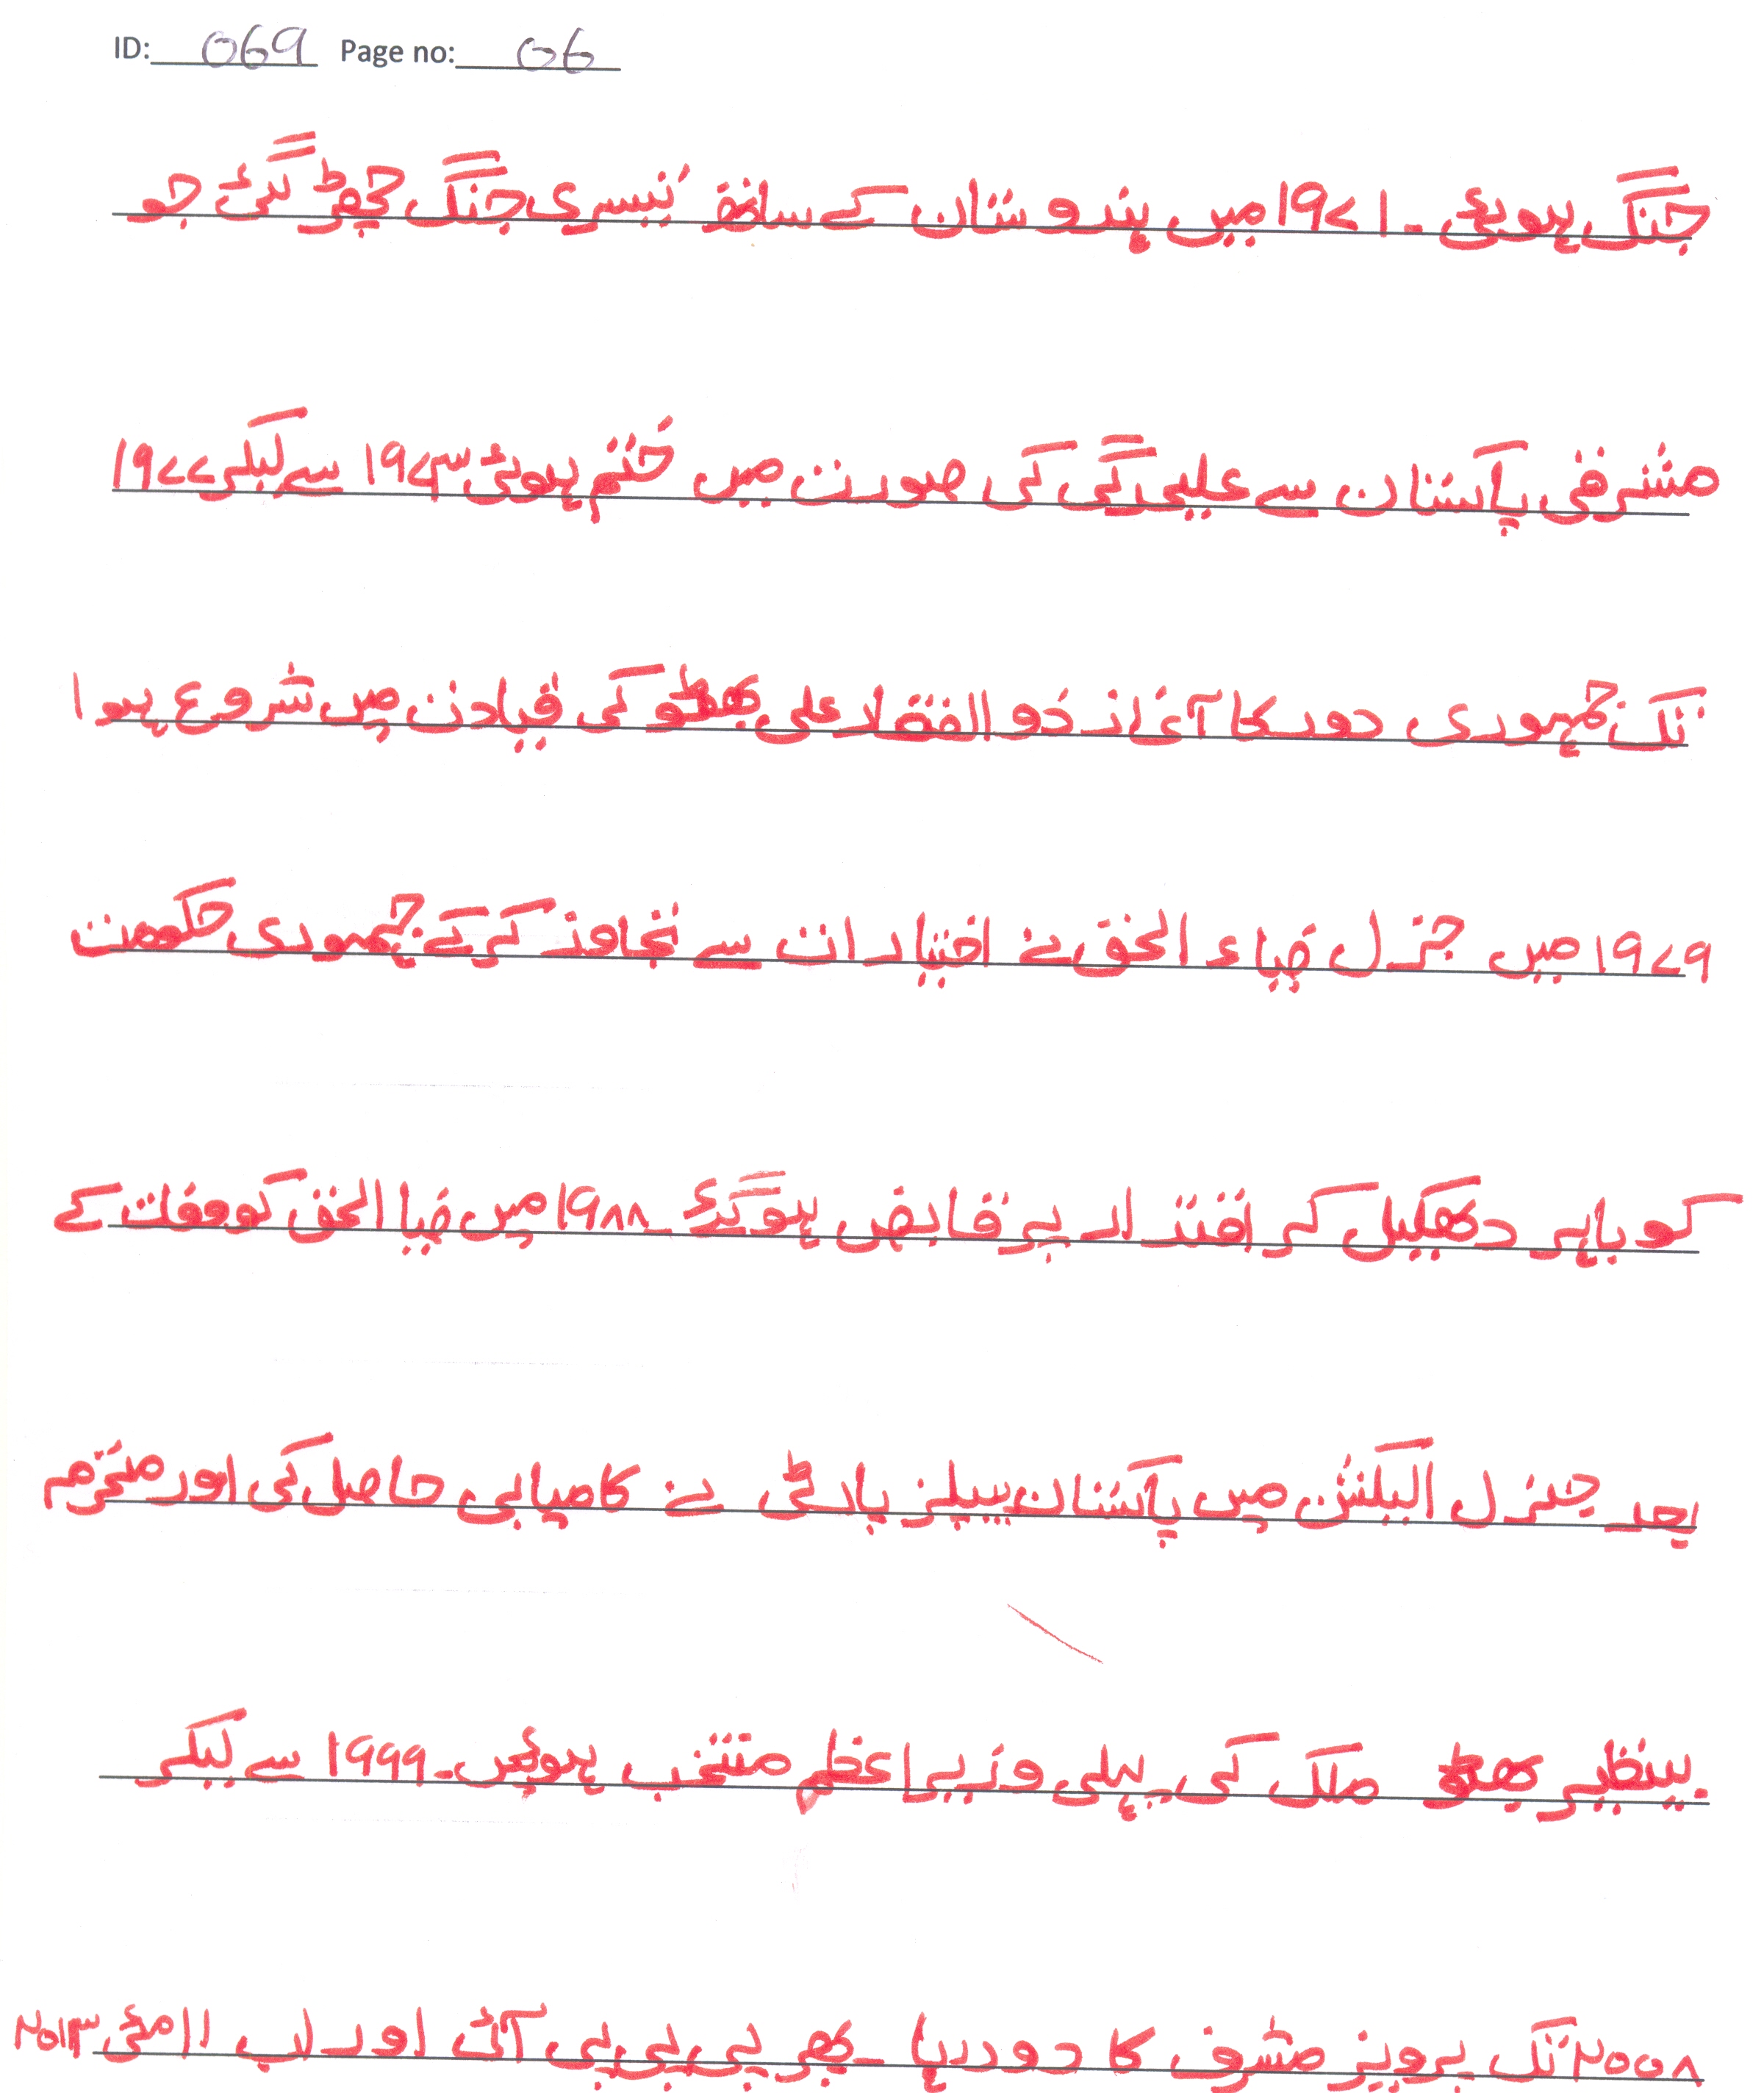 ID: 069 Page no: 06
جنگ ہوئی۔ ۱۹۷۱ میں ہندوستان کے ساتھ تیسری جنگ چھڑ گئی جو
مشرقی پاکستان سے علیحدگی کی صورت میں ختم ہوئی ۱۹۷۳ سے لیکر ۱۹۷۷
تک جمہوری دور کا آغاز ذوالفقار علی بھٹو کی قیادت میں شروع ہوا
۱۹۷۹ میں جنرل ضیاء الحق نے اختیارات سے تجاوز کرکے جمہوری حکومت
کو باہر دھکیل کر اقتدار پر قابض ہوگئے ۱۹۸۸ میں ضیا الحق کو وفات کے
بعد جنرل الیکشن میں پاکستان پیپلز پارٹی نے کامیابی حاصل کی اور محترم
بینظیر بھٹو ملک کی پہلی وزیراعظم منتخب ہوئیں۔ ۱۹۹۹ سے لیکر
۲۰۰۸ تک پرویز مشرف کا دور رہا۔ پھر پی پی پی آئی اور اب ۱۱ مئی ۲۰۱۳